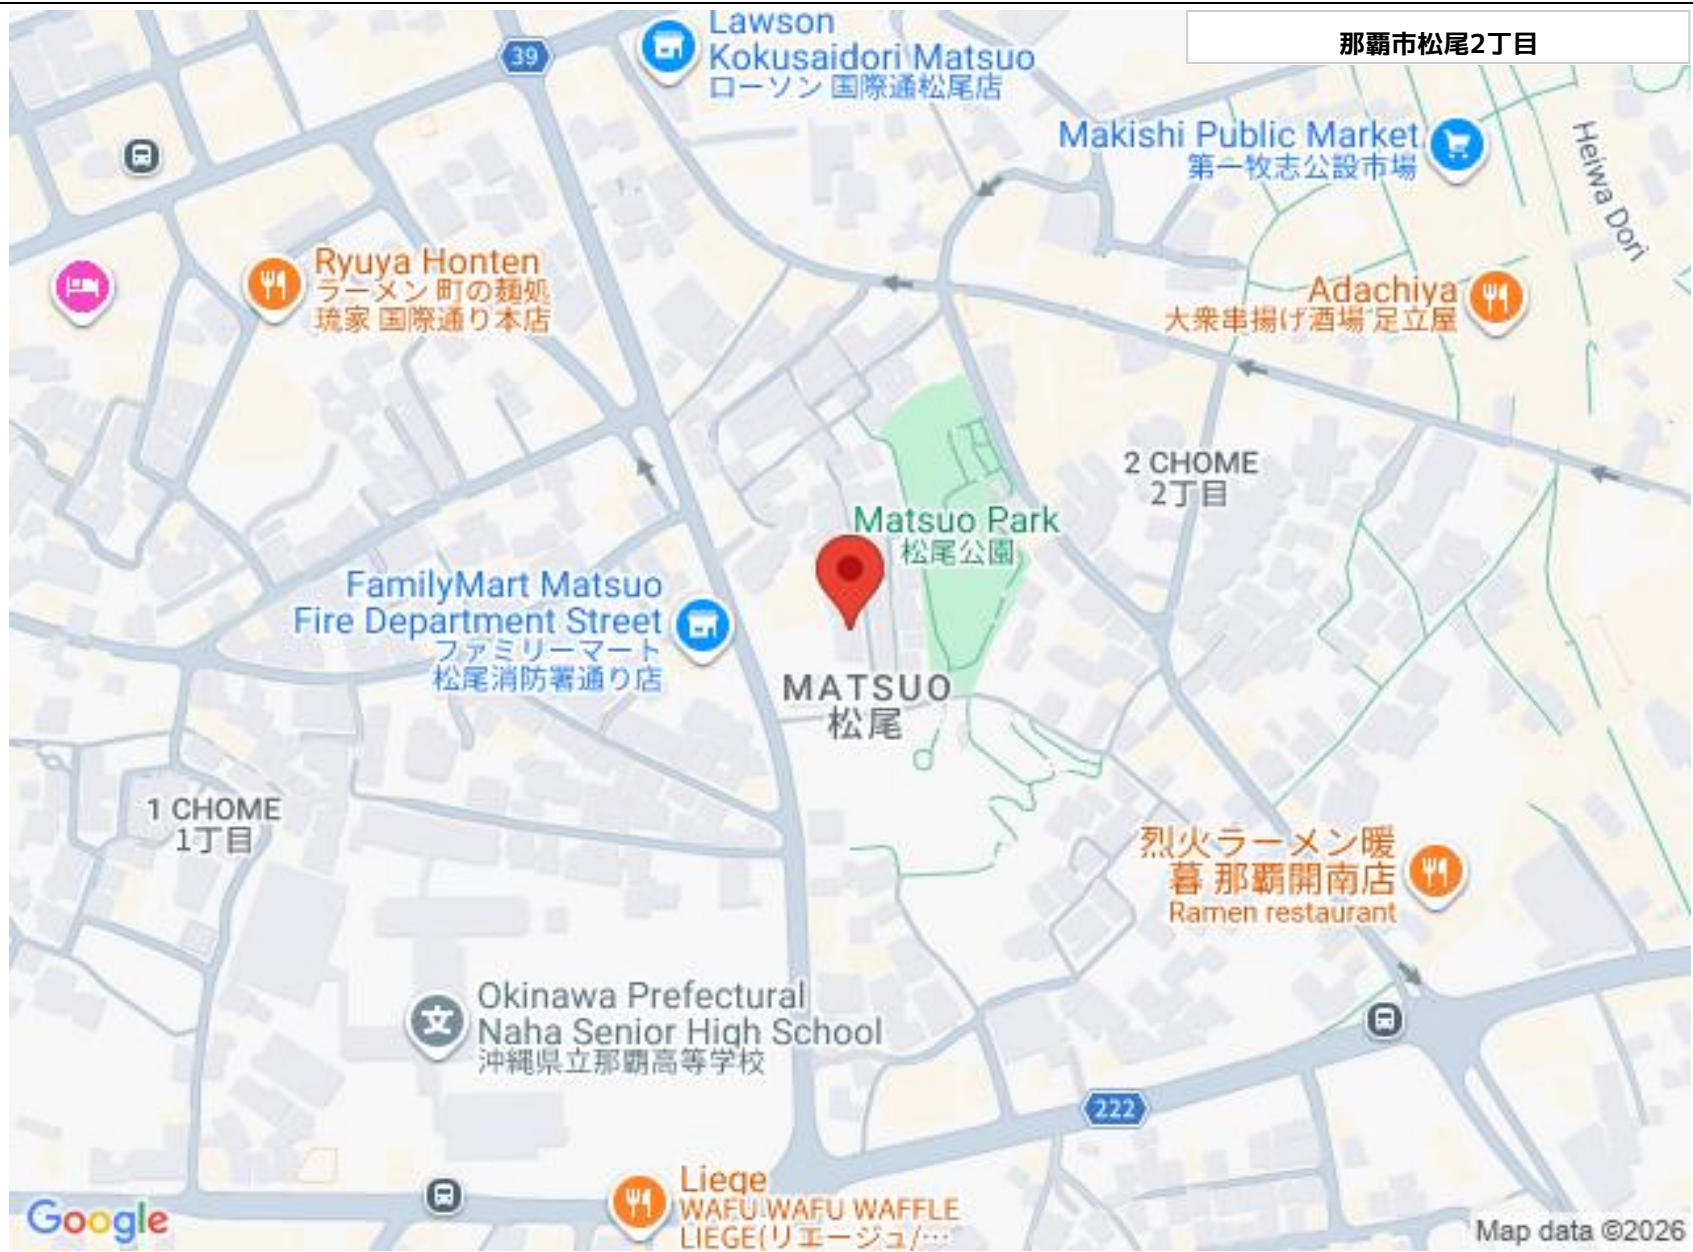 那覇市松尾2丁目
39
Lawson
Kokusaidori Matsuo
ローソン 国際通松尾店
Makishi Public Market
第一牧志公設市場
Heiwa Dori
Ryuya Honten
ラーメン 町の麺処
琉家 国際通り本店
Adachiya
大衆串揚げ酒場 足立屋
2 CHOME
2丁目
Matsuo Park
松尾公園
FamilyMart Matsuo
Fire Department Street
ファミリーマート
松尾消防署通り店
MATSUO
松尾
1 CHOME
1丁目
烈火ラーメン暖
暮 那覇開南店
Ramen restaurant
文
Okinawa Prefectural
Naha Senior High School
沖縄県立那覇高等学校
222
Liege
WAFU WAFU WAFFLE
LIEGE(リエージュ/…
Google
Map data ©2026